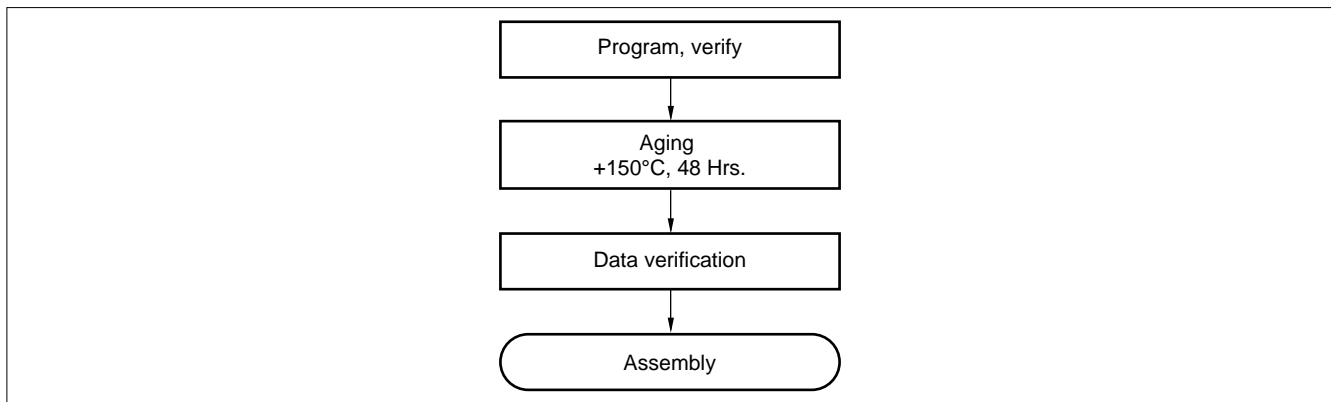 Program, verify
Aging
+150°C, 48 Hrs.
Data verification
Assembly